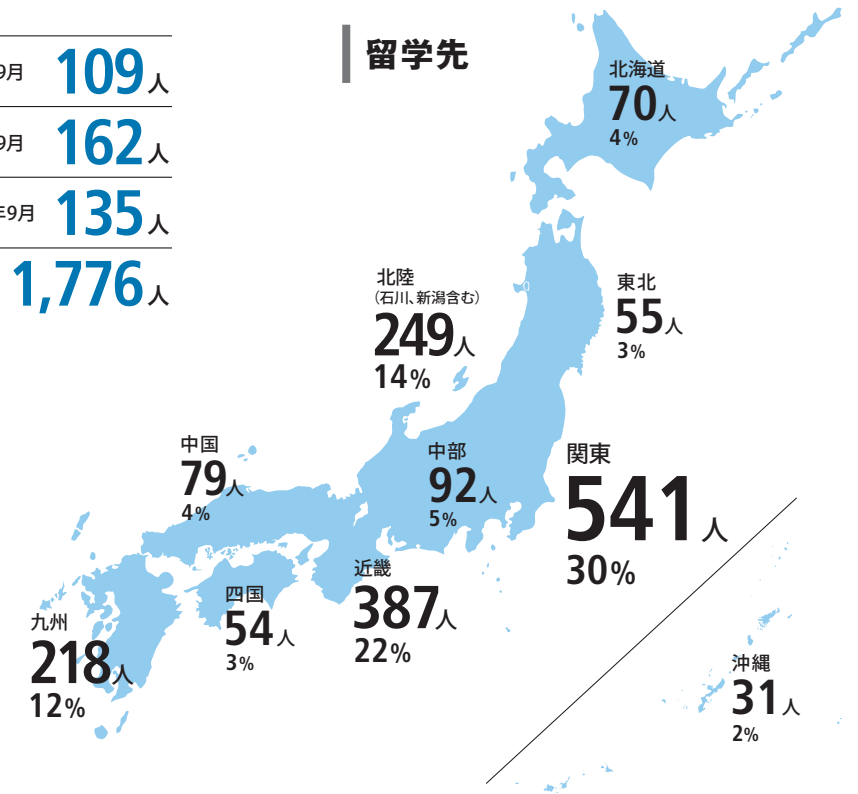 9月 109人
9月 162人
年9月 135人
1,776人
留学先
北海道
70人
4%
東北
55人
3%
北陸
(石川、新潟含む)
249人
14%
中国
79人
4%
中部
92人
5%
関東
541人
30%
近畿
387人
22%
四国
54人
3%
九州
218人
12%
沖縄
31人
2%